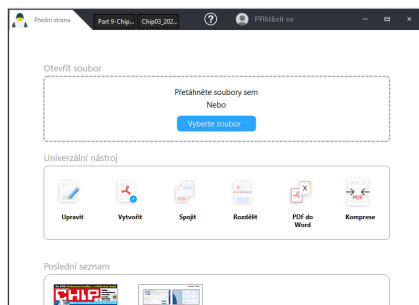 Přední strana
Part 9-Chip...
Chip03_202...
?
Přihlásit se
Otevřít soubor
Přetáhněte soubory sem
Nebo
Vyberte soubor
Univerzální nástroj
Upravit
Vytvořit
Spojit
Rozdělit
PDF do
Word
Komprese
PDF
Poslední seznam
CHIP